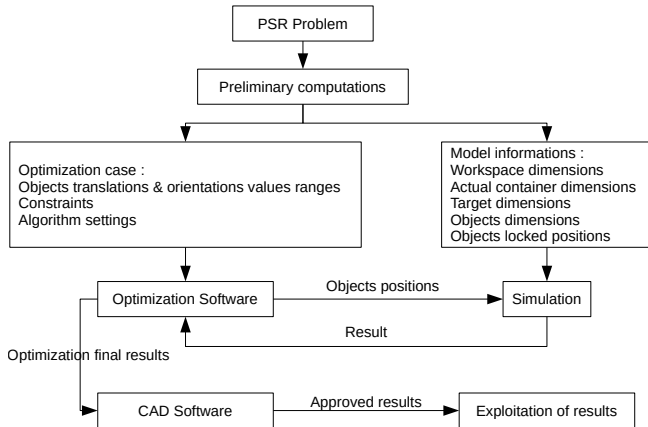 PSR Problem
Preliminary computations
Optimization case :
Objects translations & orientations values ranges
Constraints
Algorithm settings
Model informations :
Workspace dimensions
Actual container dimensions
Target dimensions
Objects dimensions
Objects locked positions
Optimization Software
Objects positions
Simulation
Result
Optimization final results
CAD Software
Approved results
Exploitation of results